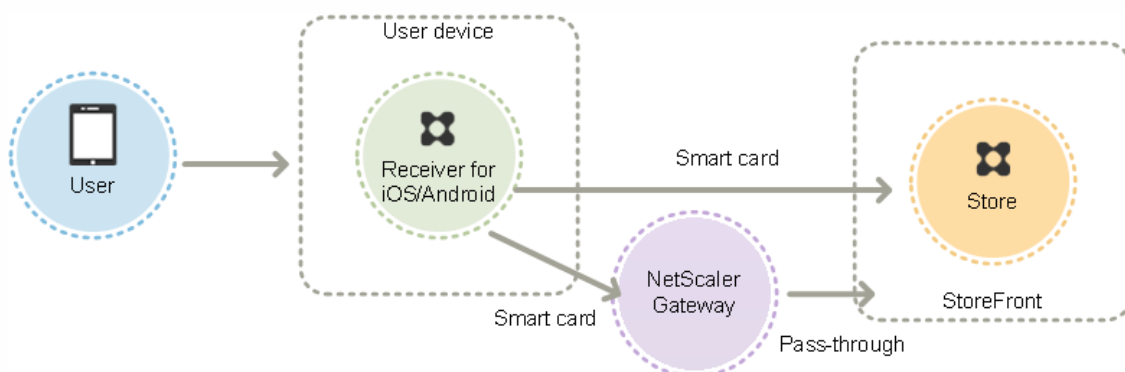 User device
User
Receiver for
iOS/Android
Smart card
Store
NetScaler
Gateway
Smart card
StoreFront
Pass-through